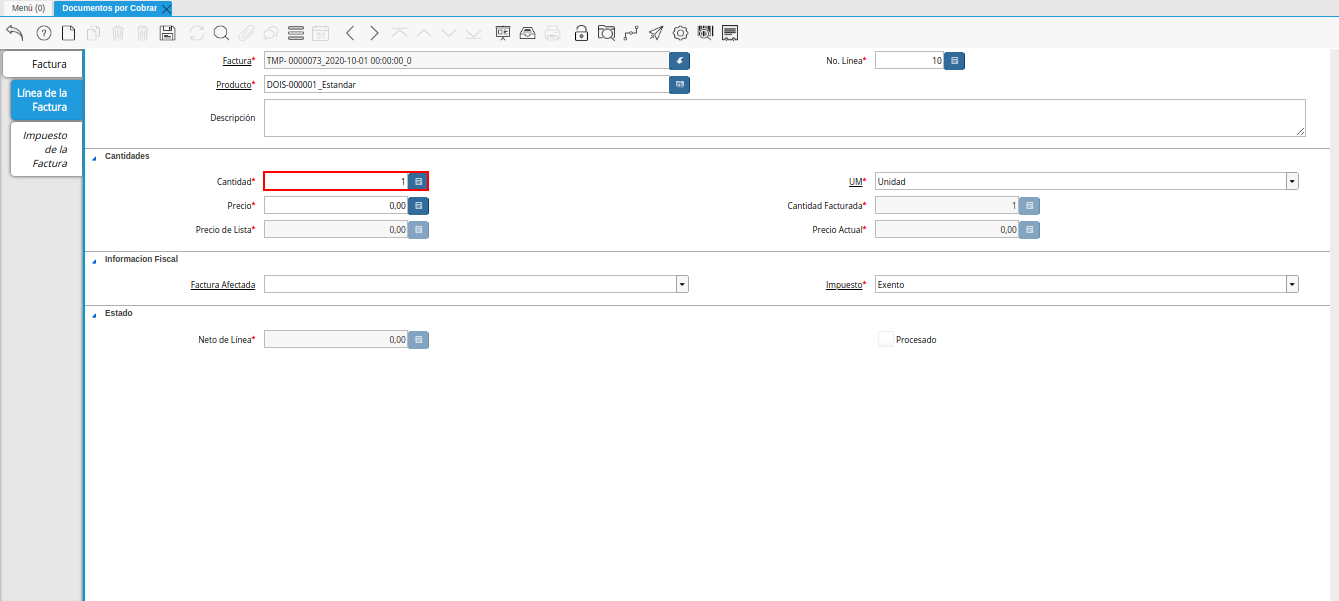 Menú (0)
Documentos por Cobrar
Factura
Línea de la
Factura
Impuesto
de la
Factura
Factura* TMP- 0000073_2020-10-01 00:00:00_0
No. Línea* 10
Producto* DOIS-000001_Estandar
Descripción
Cantidades
Cantidad* 1
UM* Unidad
Precio* 0,00
Cantidad Facturada* 1
Precio de Lista* 0,00
Precio Actual* 0,00
Informacion Fiscal
Factura Afectada
Impuesto* Exento
Estado
Neto de Línea* 0,00
Procesado